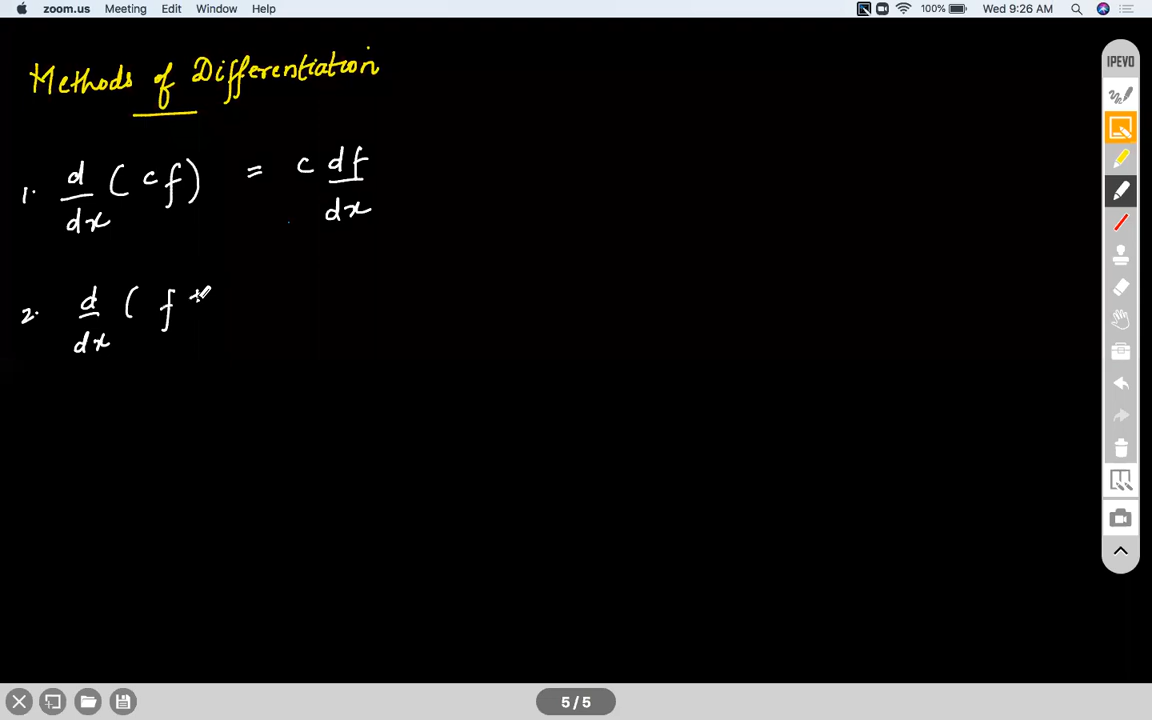 zoom.us Meeting Edit Window Help 100% Wed 9:26 AM
IPEVO
Methods of Differentiation
1. d/dx ( cf ) = c df/dx
2. d/dx ( f +
5 / 5